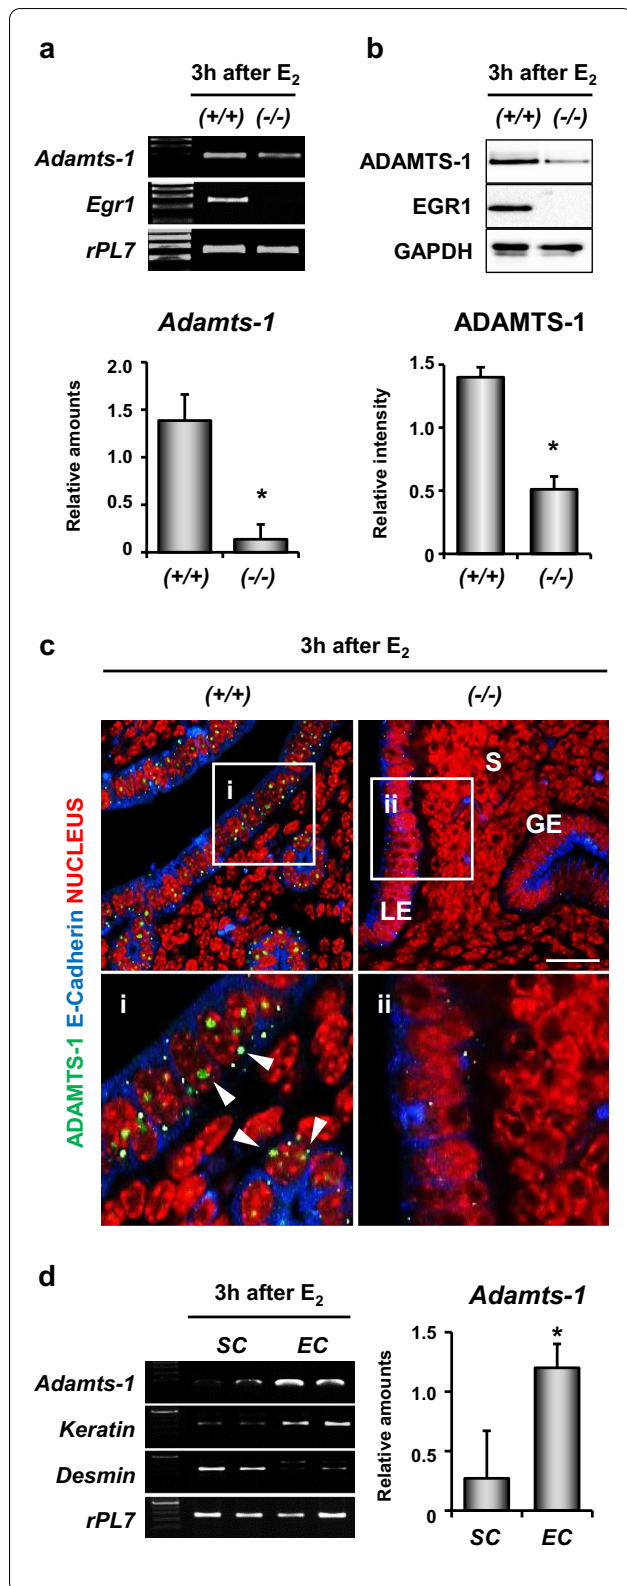 a
3h after E2
(+/+) (-/-)
Adamts-1
Egr1
rPL7
Adamts-1
Relative amounts
2.0
1.5
1.0
0.5
0
*
(+/+) (-/-)
b
3h after E2
(+/+) (-/-)
ADAMTS-1
EGR1
GAPDH
ADAMTS-1
Relative intensity
1.5
1.0
0.5
0
*
(+/+) (-/-)
c
3h after E2
(+/+) (-/-)
ADAMTS-1 E-Cadherin NUCLEUS
i
ii
S
GE
LE
i
ii
d
3h after E2
SC EC
Adamts-1
Keratin
Desmin
rPL7
Adamts-1
Relative amounts
1.5
1.0
0.5
0
*
SC EC